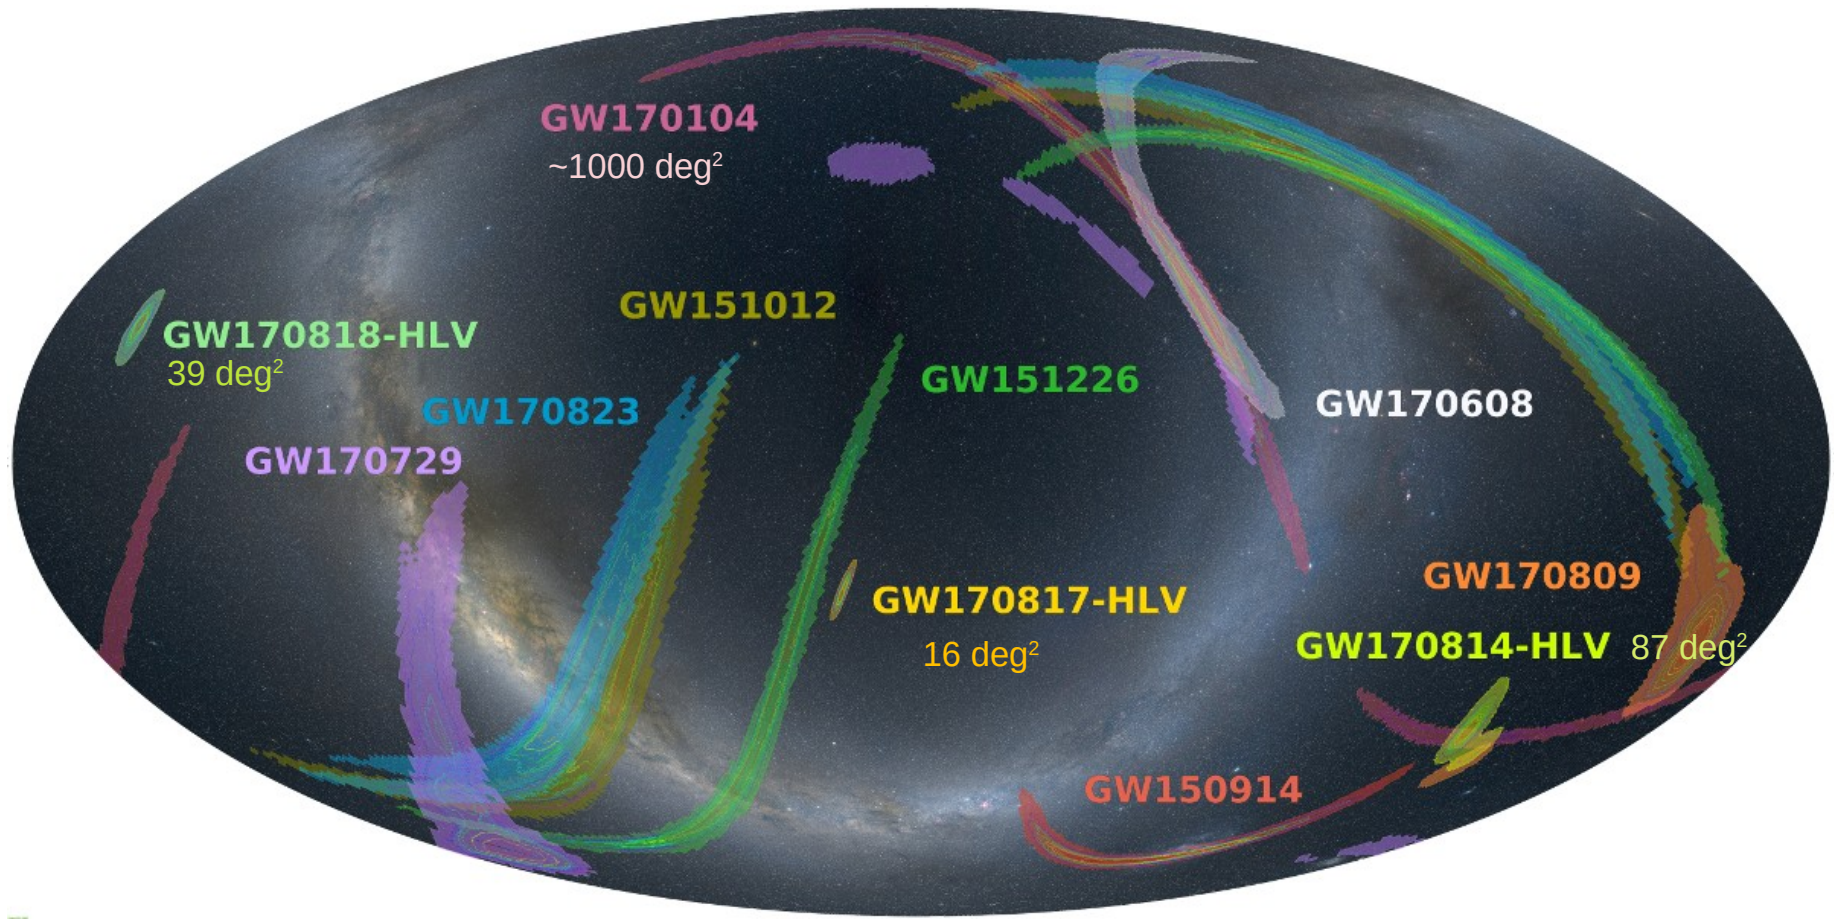 GW170104
~1000 deg²
GW151012
GW170818-HLV
39 deg²
GW151226
GW170823
GW170608
GW170729
GW170809
GW170817-HLV
16 deg²
GW170814-HLV 87 deg²
GW150914